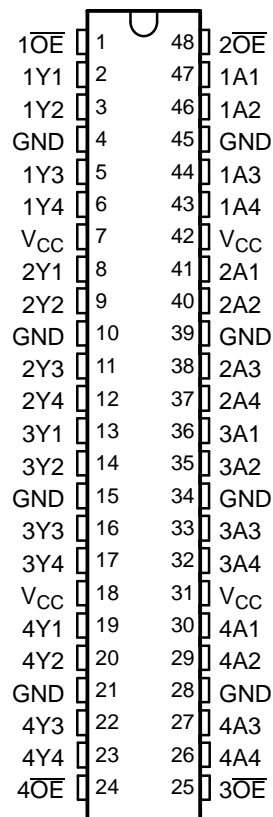 1O̅E̅ 1 48 2O̅E̅
1Y1 2 47 1A1
1Y2 3 46 1A2
GND 4 45 GND
1Y3 5 44 1A3
1Y4 6 43 1A4
VCC 7 42 VCC
2Y1 8 41 2A1
2Y2 9 40 2A2
GND 10 39 GND
2Y3 11 38 2A3
2Y4 12 37 2A4
3Y1 13 36 3A1
3Y2 14 35 3A2
GND 15 34 GND
3Y3 16 33 3A3
3Y4 17 32 3A4
VCC 18 31 VCC
4Y1 19 30 4A1
4Y2 20 29 4A2
GND 21 28 GND
4Y3 22 27 4A3
4Y4 23 26 4A4
4O̅E̅ 24 25 3O̅E̅